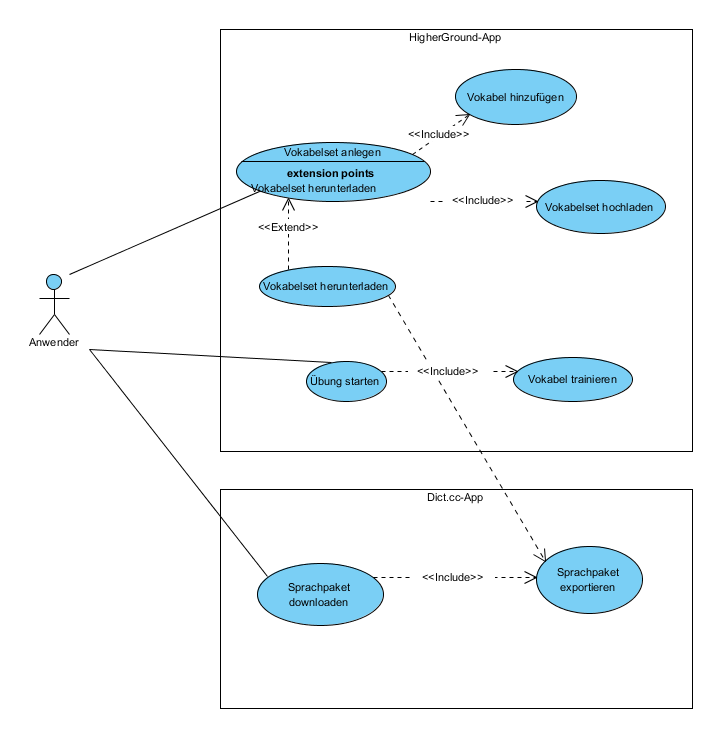 HigherGround-App
Vokabel hinzufügen
<<Include>>
Vokabelset anlegen
extension points
Vokabelset herunterladen
<<Include>>
Vokabelset hochladen
<<Extend>>
Vokabelset herunterladen
Anwender
Übung starten
<<Include>>
Vokabel trainieren
Dict.cc-App
Sprachpaket
downloaden
<<Include>>
Sprachpaket
exportieren